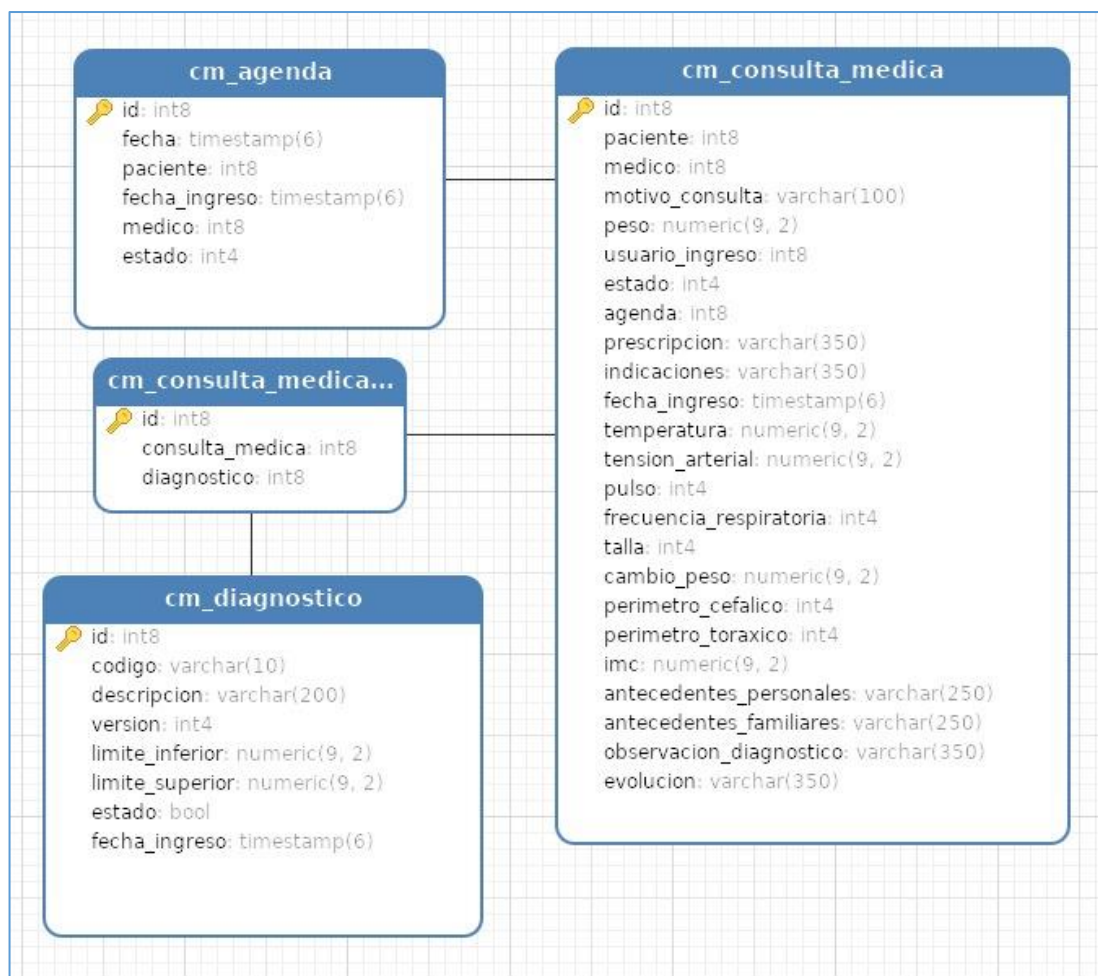 cm_agenda
id: int8
fecha: timestamp(6)
paciente: int8
fecha_ingreso: timestamp(6)
medico: int8
estado: int4
cm_consulta_medica
id: int8
paciente: int8
medico: int8
motivo_consulta: varchar(100)
peso: numeric(9, 2)
usuario_ingreso: int8
estado: int4
agenda: int8
prescripcion: varchar(350)
indicaciones: varchar(350)
fecha_ingreso: timestamp(6)
temperatura: numeric(9, 2)
tension_arterial: numeric(9, 2)
pulso: int4
frecuencia_respiratoria: int4
talla: int4
cambio_peso: numeric(9, 2)
perimetro_cefalico: int4
perimetro_toraxico: int4
imc: numeric(9, 2)
antecedentes_personales: varchar(250)
antecedentes_familiares: varchar(250)
observacion_diagnostico: varchar(350)
evolucion: varchar(350)
cm_consulta_medica...
id: int8
consulta_medica: int8
diagnostico: int8
cm_diagnostico
id: int8
codigo: varchar(10)
descripcion: varchar(200)
version: int4
limite_inferior: numeric(9, 2)
limite_superior: numeric(9, 2)
estado: bool
fecha_ingreso: timestamp(6)